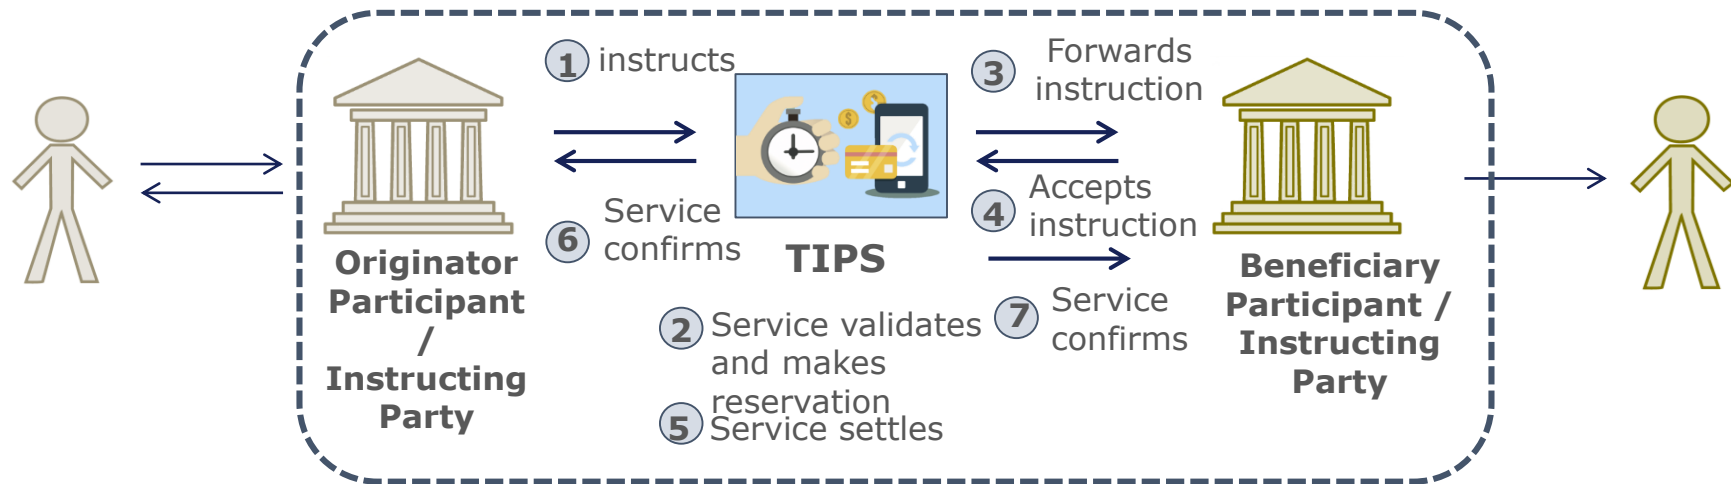 1 instructs
3 Forwards
instruction
4 Accepts
instruction
6 Service
confirms
TIPS
Originator
Participant
/
Instructing
Party
Beneficiary
Participant /
Instructing
Party
2 Service validates
and makes
reservation
5 Service settles
7 Service
confirms